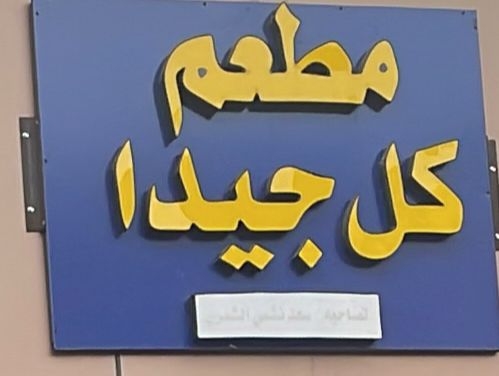 مطعم
كل جيدا
لصاحبه